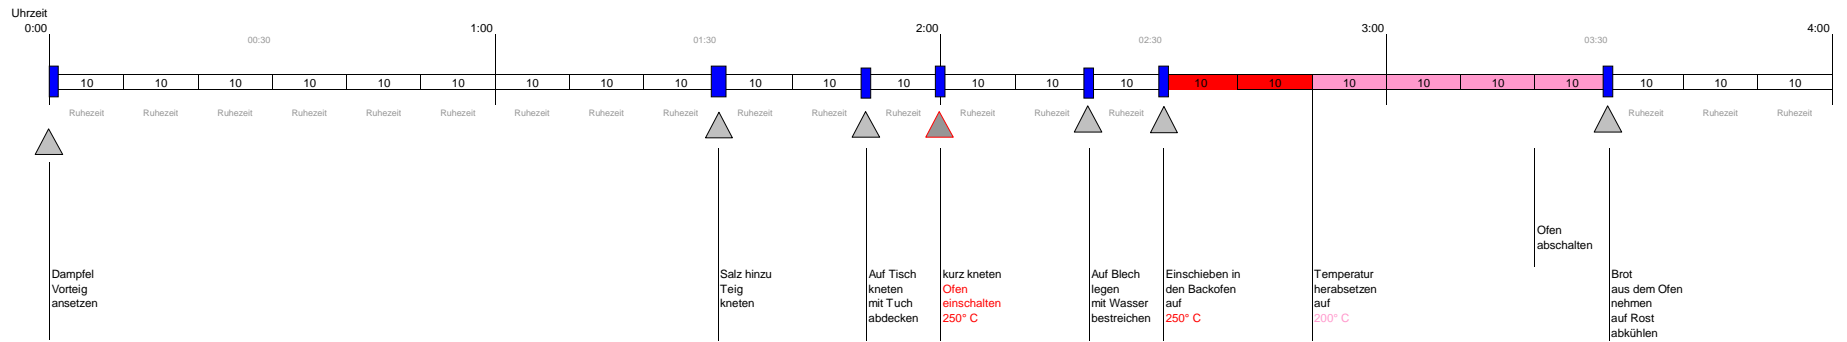 Uhrzeit
0:00 1:00 2:00 3:00 4:00
00:30 01:30 02:30 03:30
10 10 10 10 10 10 10 10 10 10 10 10 10 10 10 10 10 10 10 10 10 10 10 10
Ruhezeit Ruhezeit Ruhezeit Ruhezeit Ruhezeit Ruhezeit Ruhezeit Ruhezeit Ruhezeit Ruhezeit Ruhezeit Ruhezeit Ruhezeit Ruhezeit Ruhezeit Ruhezeit Ruhezeit Ruhezeit
Dampfel
Vorteig
ansetzen
Salz hinzu
Teig
kneten
Auf Tisch
kneten
mit Tuch
abdecken
kurz kneten
Ofen
einschalten
250° C
Auf Blech
legen
mit Wasser
bestreichen
Einschieben in
den Backofen
auf
250° C
Temperatur
herabsetzen
auf
200° C
Ofen
abschalten
Brot
aus dem Ofen
nehmen
auf Rost
abkühlen